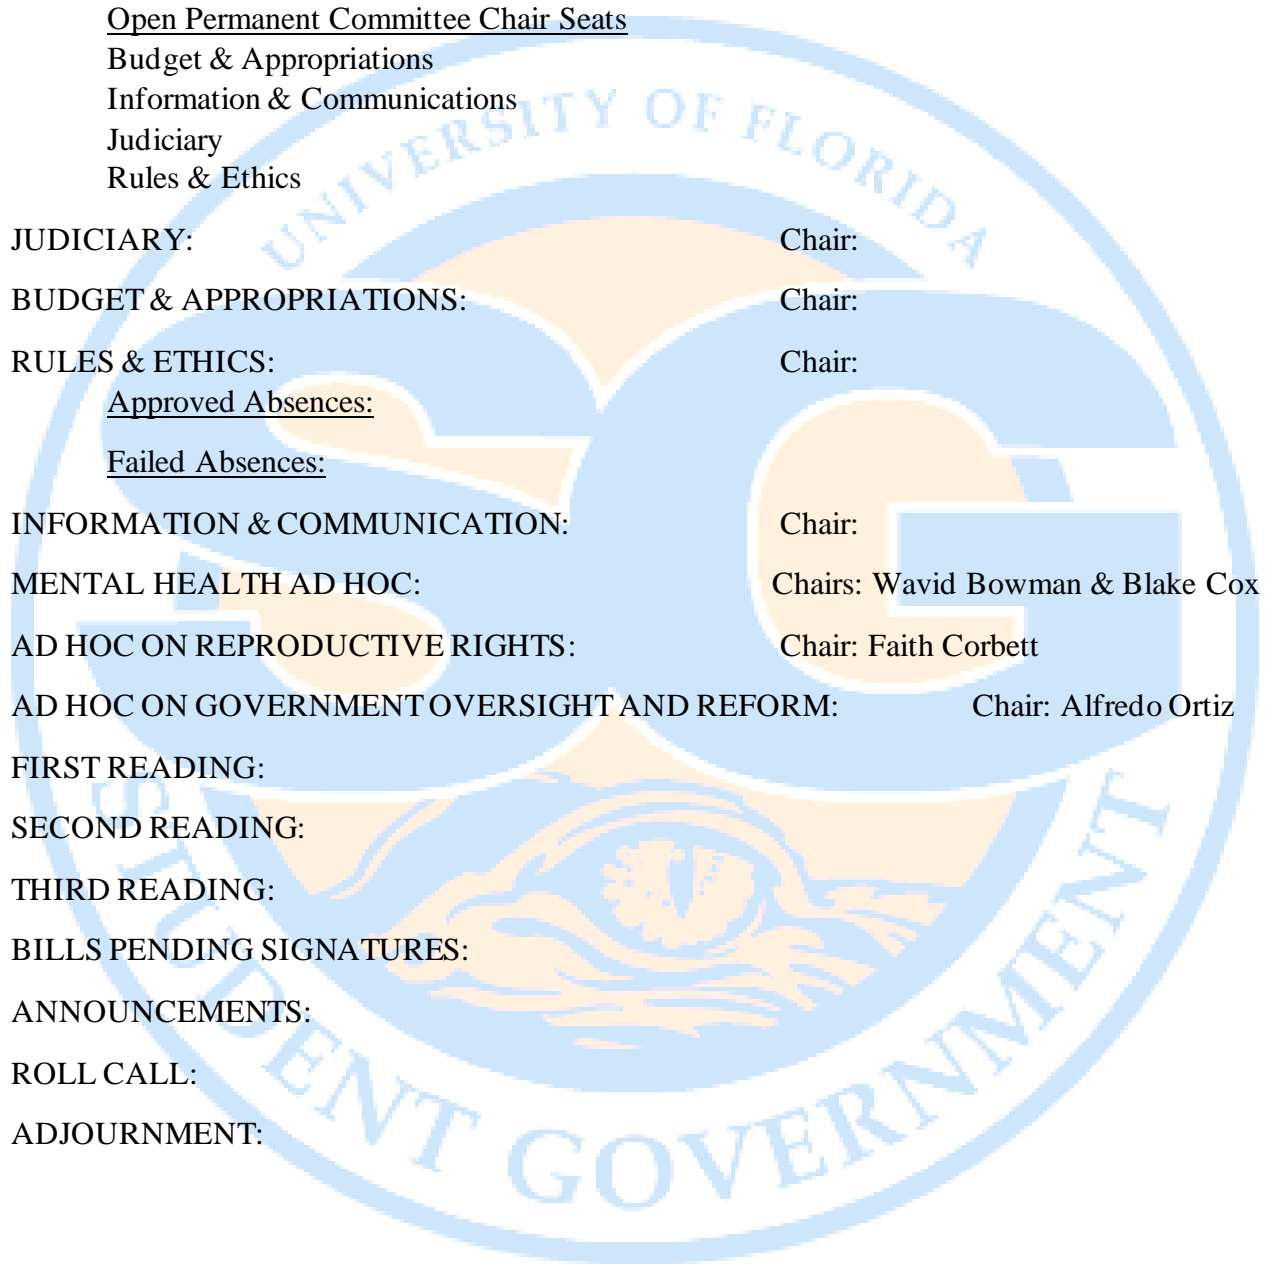 Open Permanent Committee Chair Seats
Budget & Appropriations
Information & Communications
Judiciary
Rules & Ethics
JUDICIARY: Chair:
BUDGET & APPROPRIATIONS: Chair:
RULES & ETHICS: Chair:
Approved Absences:
Failed Absences:
INFORMATION & COMMUNICATION: Chair:
MENTAL HEALTH AD HOC: Chairs: Wavid Bowman & Blake Cox
AD HOC ON REPRODUCTIVE RIGHTS: Chair: Faith Corbett
AD HOC ON GOVERNMENT OVERSIGHT AND REFORM: Chair: Alfredo Ortiz
FIRST READING:
SECOND READING:
THIRD READING:
BILLS PENDING SIGNATURES:
ANNOUNCEMENTS:
ROLL CALL:
ADJOURNMENT:
UNIVERSITY OF FLORIDA
SG
STUDENT GOVERNMENT